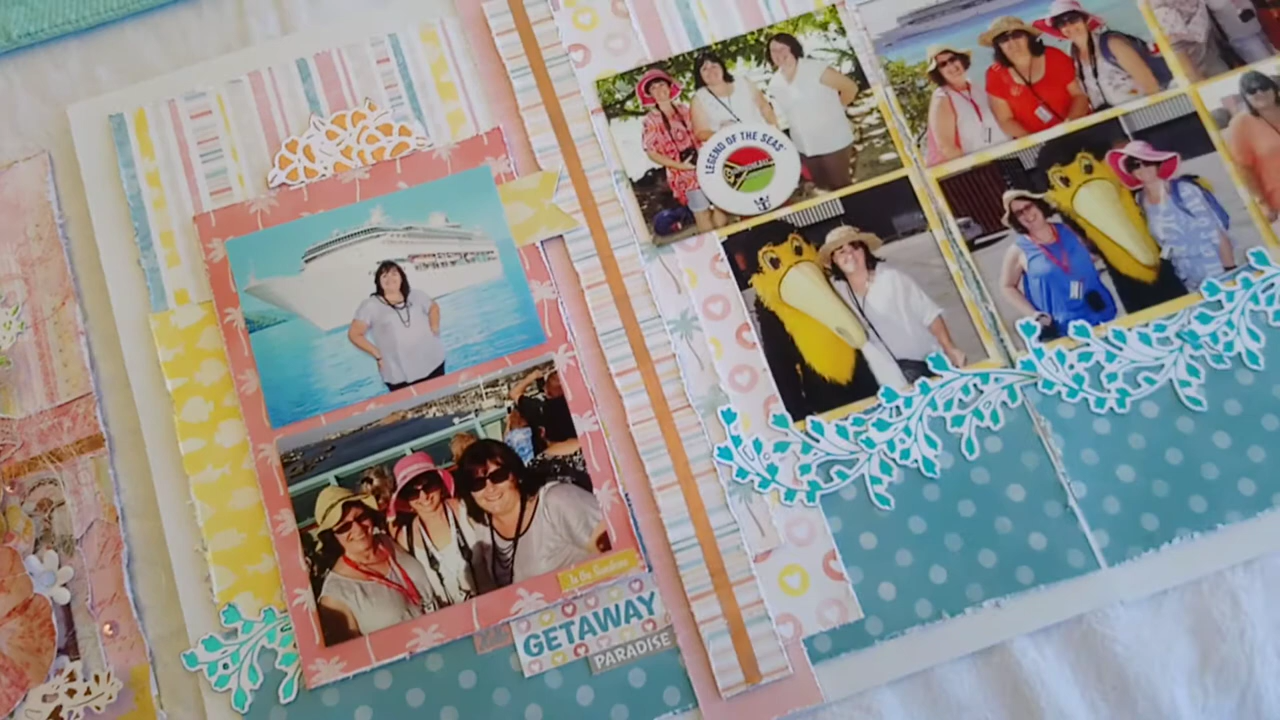 LEGEND OF THE SEAS
In the Sunshine
GETAWAY
PARADISE